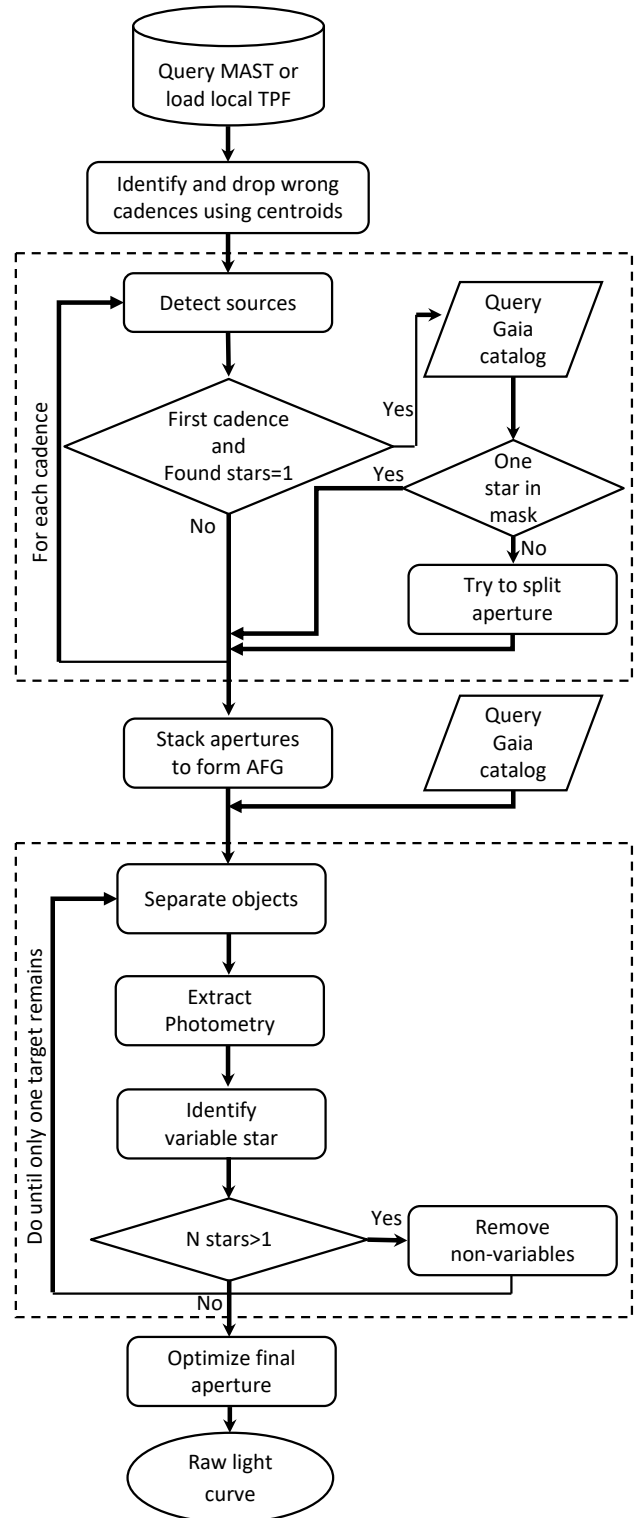 Query MAST or
load local TPF
Identify and drop wrong
cadences using centroids
For each cadence
Detect sources
Query
Gaia
catalog
Yes
First cadence
and
Found stars=1
Yes
One
star in
mask
No
No
Try to split
aperture
Stack apertures
to form AFG
Query
Gaia
catalog
Do until only one target remains
Separate objects
Extract
Photometry
Identify
variable star
N stars>1
Yes
Remove
non-variables
No
Optimize final
aperture
Raw light
curve